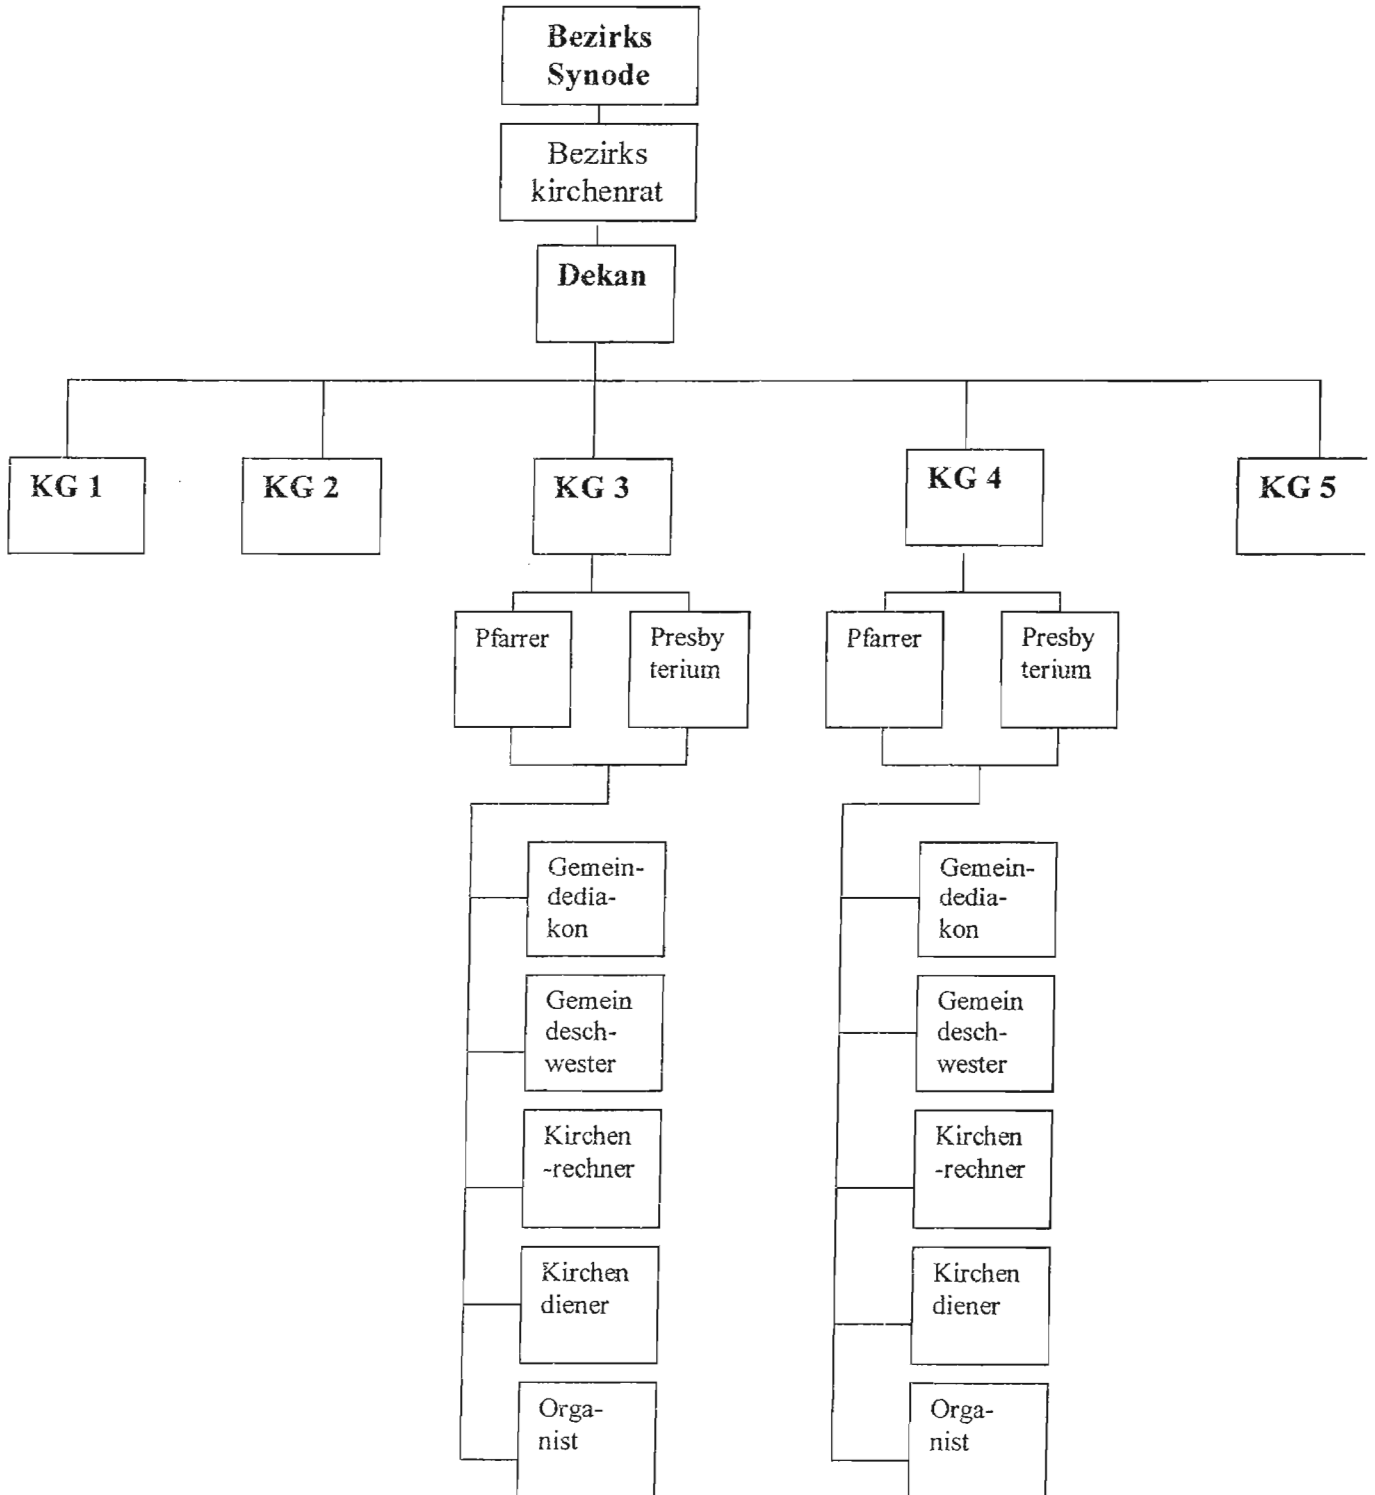 Bezirks
Synode
Bezirks
kirchenrat
Dekan
KG 1
KG 2
KG 3
KG 4
KG 5
Pfarrer
Presby
terium
Pfarrer
Presby
terium
Gemein-
dedia-
kon
Gemein
desch-
wester
Kirchen
-rechner
Kirchen
diener
Orga-
nist
Gemein-
dedia-
kon
Gemein
desch-
wester
Kirchen
-rechner
Kirchen
diener
Orga-
nist